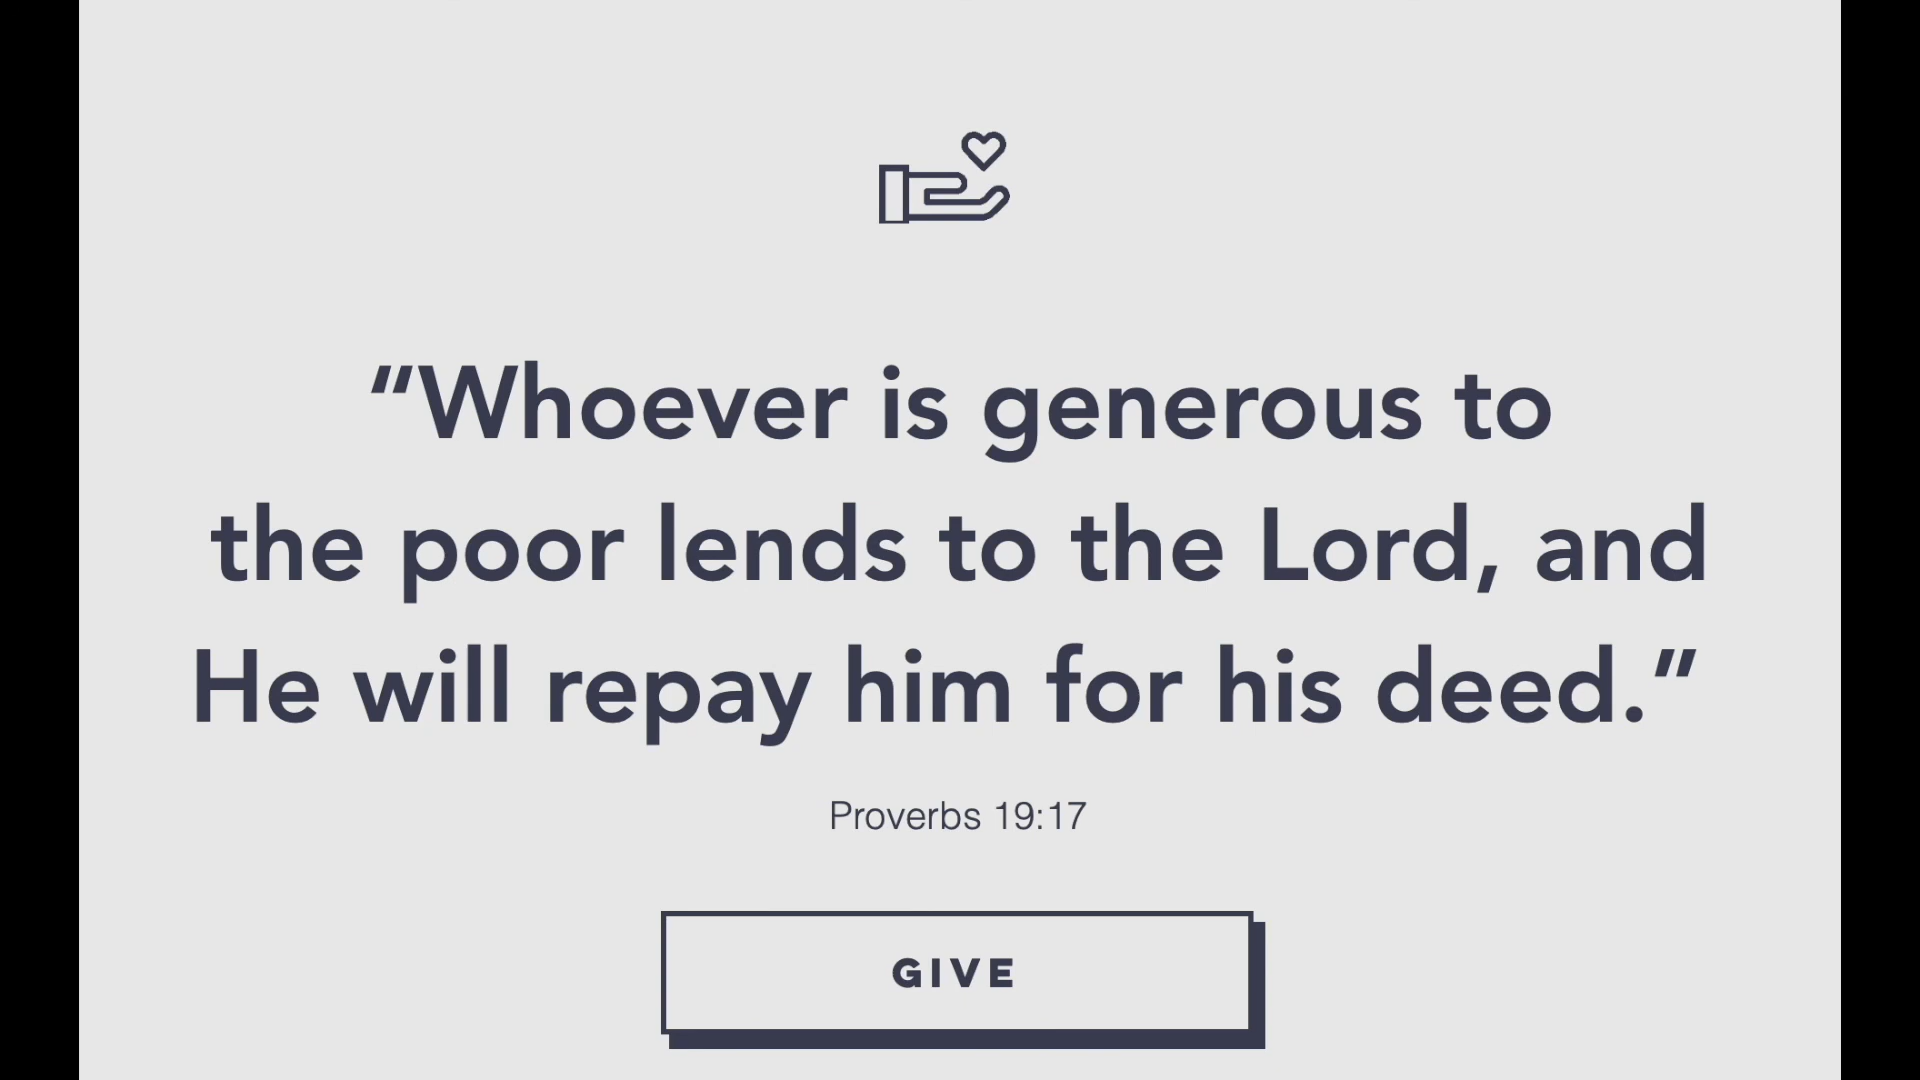 “Whoever is generous to
the poor lends to the Lord, and
He will repay him for his deed.”
Proverbs 19:17
GIVE